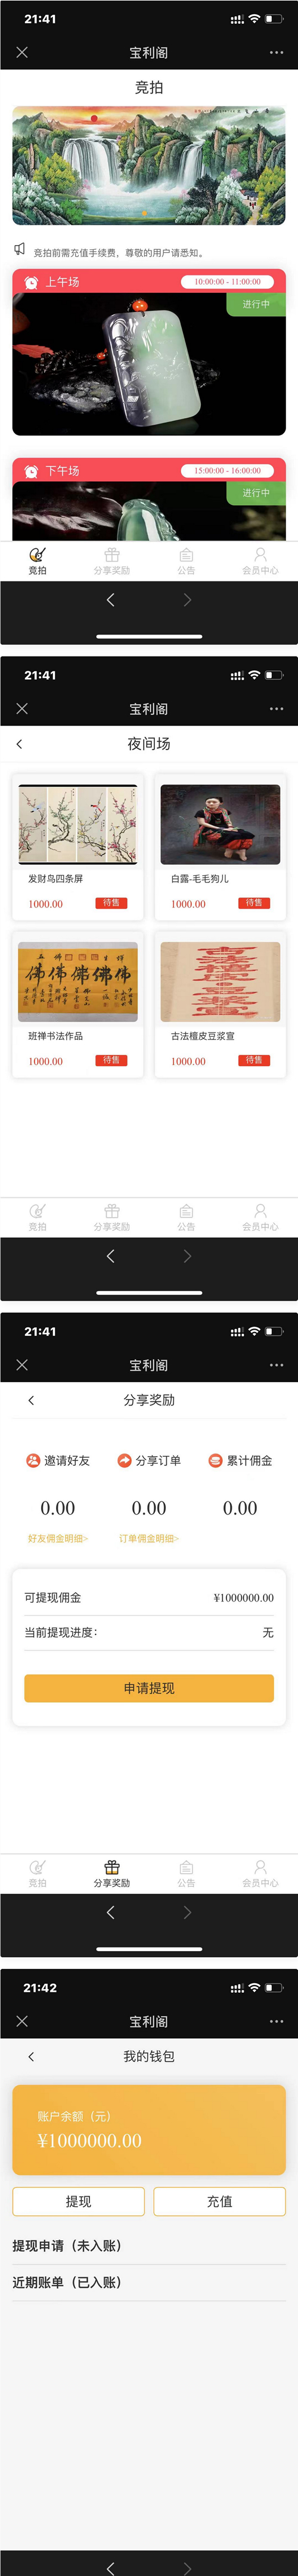 21:41
宝利阁
竞拍
竞拍前需充值手续费，尊敬的用户请悉知。
上午场
10:00:00 - 11:00:00
进行中
下午场
15:00:00 - 16:00:00
进行中
竞拍
分享奖励
公告
会员中心
21:41
宝利阁
夜间场
发财鸟四条屏
1000.00
待售
白露-毛毛狗儿
1000.00
待售
佛佛佛佛佛
班禅书法作品
1000.00
待售
古法檀皮豆浆宣
1000.00
待售
竞拍
分享奖励
公告
会员中心
21:41
宝利阁
分享奖励
邀请好友
分享订单
累计佣金
0.00
0.00
0.00
好友佣金明细>
订单佣金明细>
可提现佣金
¥1000000.00
当前提现进度：
无
申请提现
竞拍
分享奖励
公告
会员中心
21:42
宝利阁
我的钱包
账户余额（元）
¥1000000.00
提现
充值
提现申请（未入账）
近期账单（已入账）